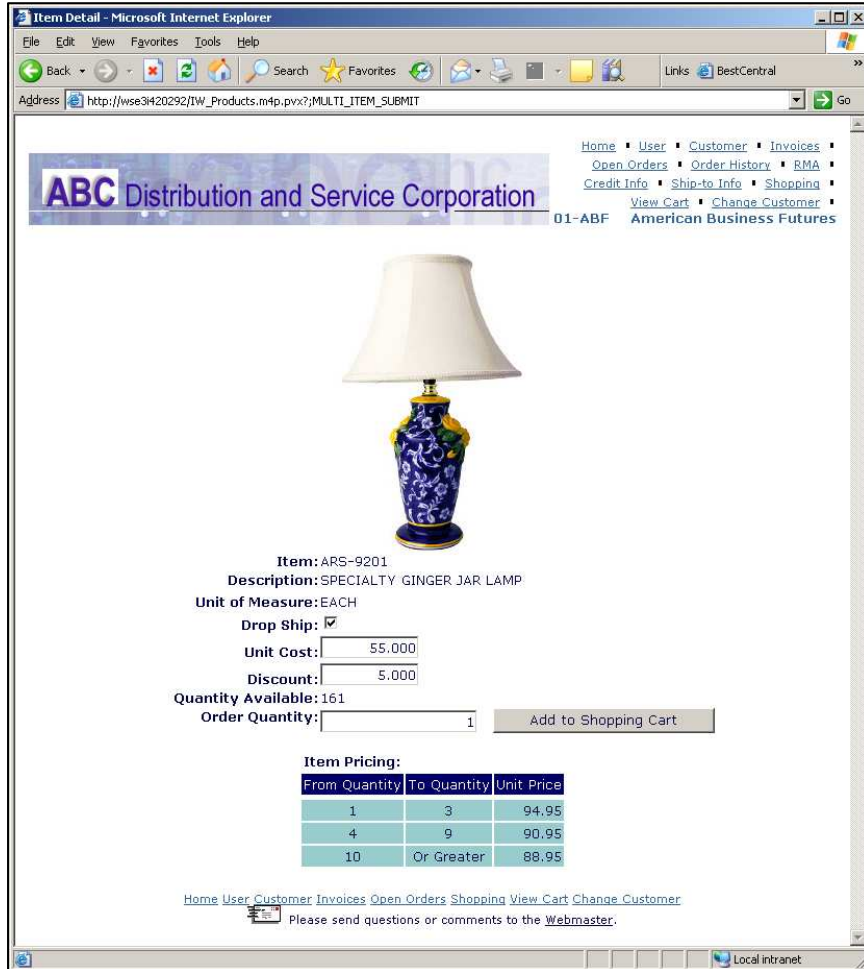 Item Detail - Microsoft Internet Explorer
File Edit View Favorites Tools Help
Back Search Favorites Links BestCentral »
Address http://wse3i420292/IW_Products.m4p.pvx?;MULTI_ITEM_SUBMIT Go
Home ▪ User ▪ Customer ▪ Invoices ▪
Open Orders ▪ Order History ▪ RMA ▪
Credit Info ▪ Ship-to Info ▪ Shopping ▪
View Cart ▪ Change Customer ▪
ABC Distribution and Service Corporation
01-ABF American Business Futures
Item: ARS-9201
Description: SPECIALTY GINGER JAR LAMP
Unit of Measure: EACH
Drop Ship:
Unit Cost: 55.000
Discount: 5.000
Quantity Available: 161
Order Quantity: 1 Add to Shopping Cart
Item Pricing:
From Quantity To Quantity Unit Price
1 3 94.95
4 9 90.95
10 Or Greater 88.95
Home User Customer Invoices Open Orders Shopping View Cart Change Customer
Please send questions or comments to the Webmaster.
Local intranet